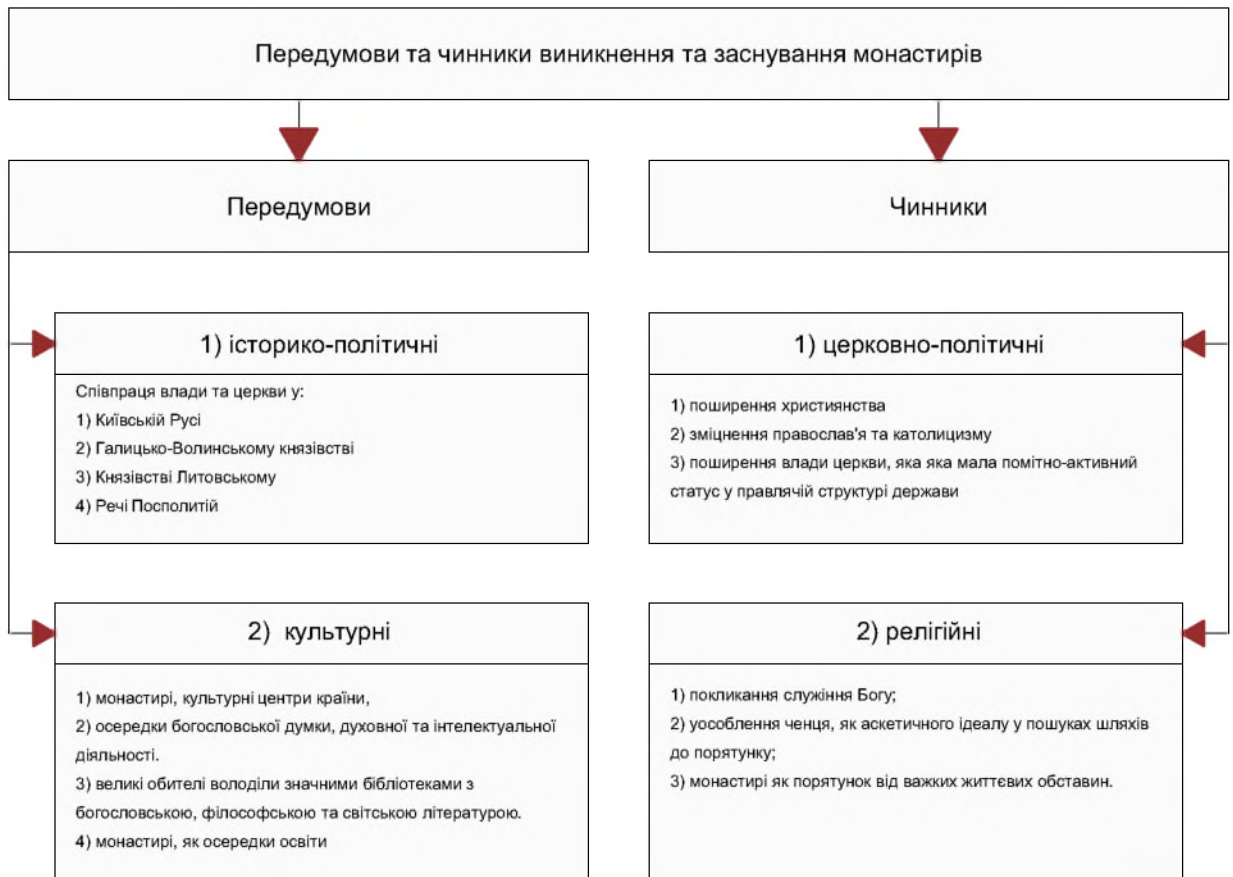 Передумови та чинники виникнення та заснування монастирів
Передумови
Чинники
1) історико-політичні
Співпраця влади та церкви у:
1) Київській Русі
2) Галицько-Волинському князівстві
3) Князівстві Литовському
4) Речі Посполитій
1) церковно-політичні
1) поширення християнства
2) зміцнення православ'я та католицизму
3) поширення влади церкви, яка яка мала помітно-активний
статус у правлячій структурі держави
2) культурні
1) монастирі, культурні центри країни,
2) осередки богословської думки, духовної та інтелектуальної
діяльності.
3) великі обителі володіли значними бібліотеками з
богословською, філософською та світською літературою.
4) монастирі, як осередки освіти
2) релігійні
1) покликання служіння Богу;
2) уособлення ченця, як аскетичного ідеалу у пошуках шляхів
до порятунку;
3) монастирі як порятунок від важких життєвих обставин.